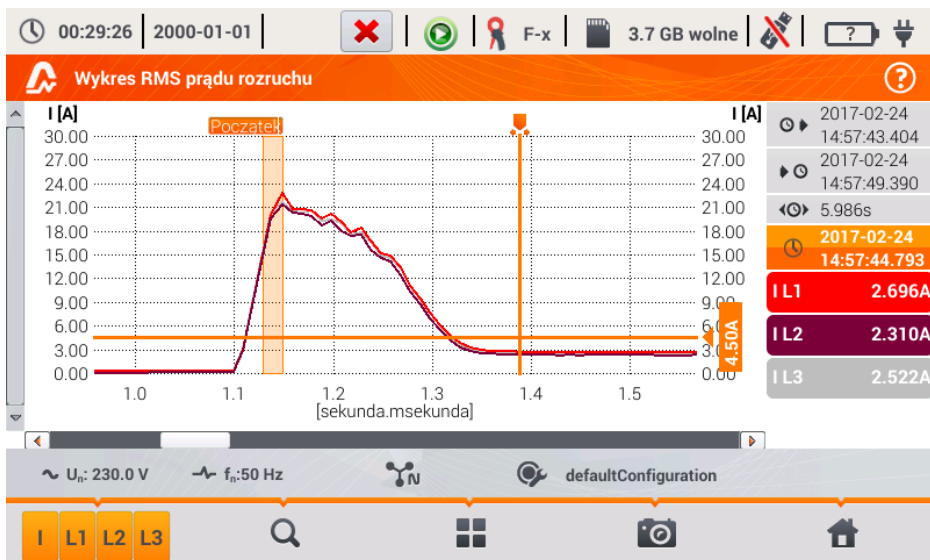 00:29:26 2000-01-01 F-x 3.7 GB wolne ?
Wykres RMS prądu rozruchu ?
I [A] I [A]
Poczatek
30.00 30.00
27.00 27.00
24.00 24.00
21.00 21.00
18.00 18.00
15.00 15.00
12.00 12.00
9.00 9.00
6.00 6.0
3.00 3.0
0.00 0.00
4.50A
1.0 1.1 1.2 1.3 1.4 1.5
[sekunda.msekunda]
2017-02-24
14:57:43.404
2017-02-24
14:57:49.390
5.986s
2017-02-24
14:57:44.793
I L1 2.696A
I L2 2.310A
I L3 2.522A
Un: 230.0 V fn:50 Hz N defaultConfiguration
I L1 L2 L3